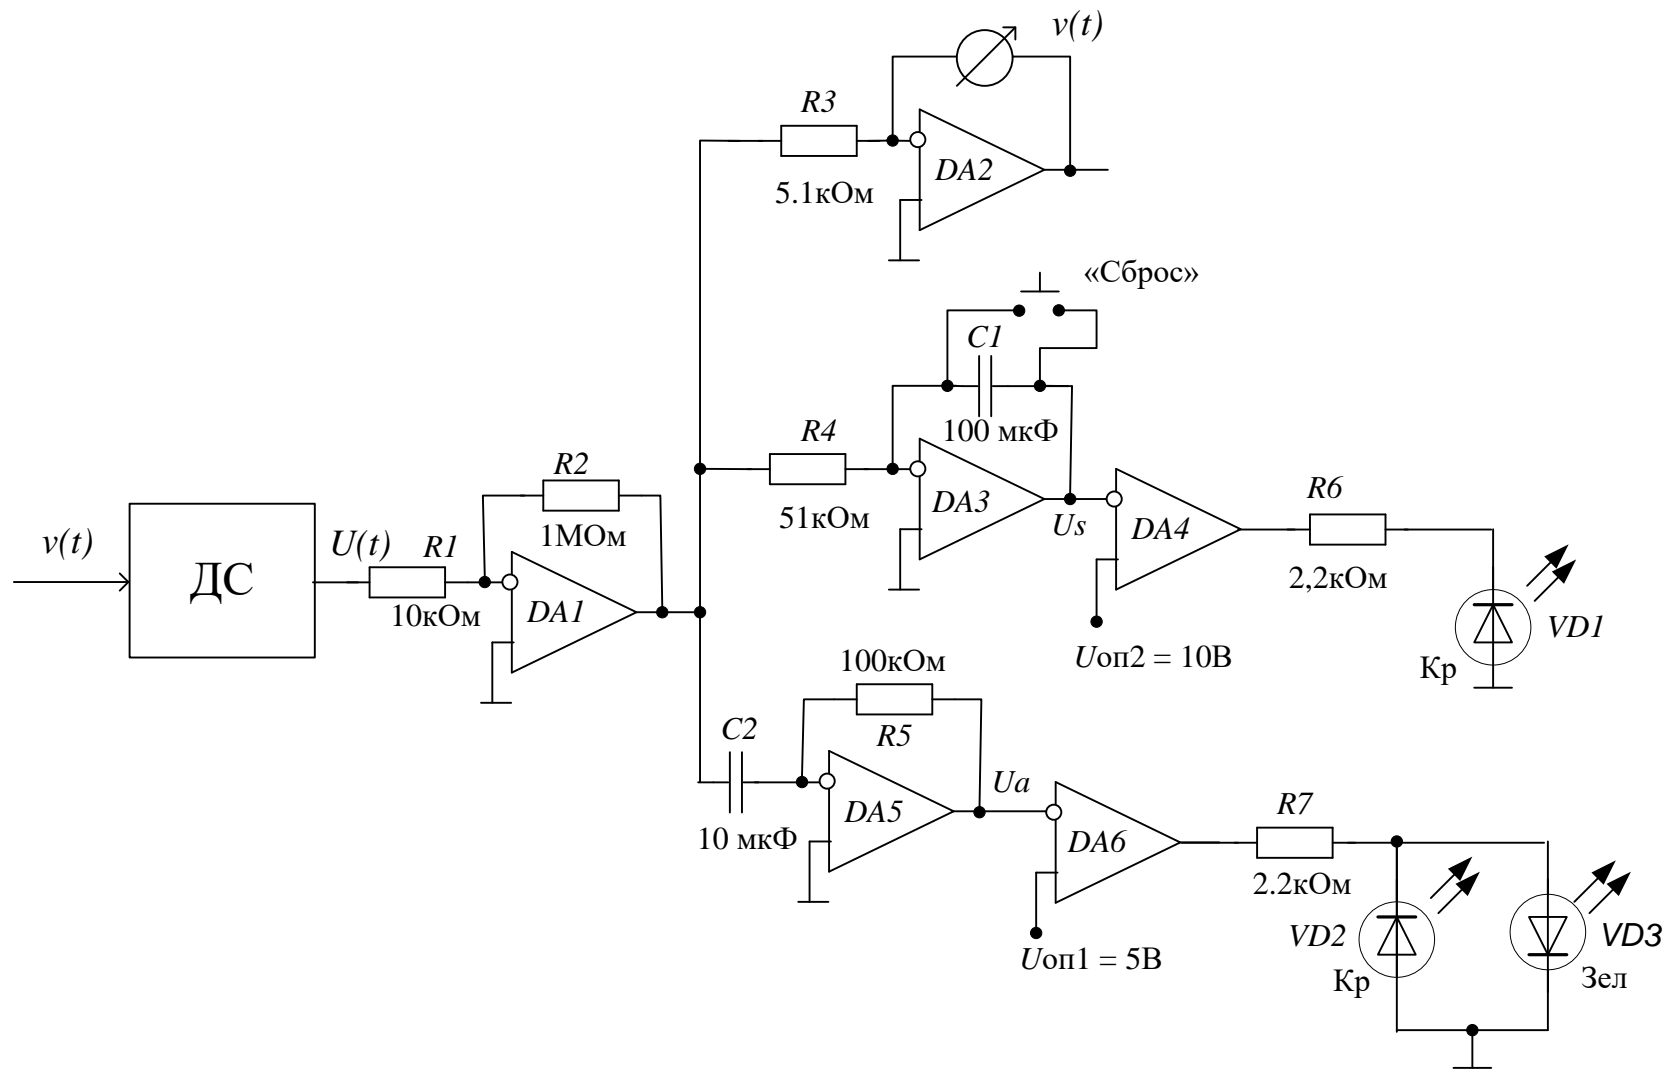 v(t)
R3
DA2
5.1кОм
«Сброс»
C1
100 мкФ
R4
DA3
51кОм
Us
DA4
R6
2,2кОм
VD1
Кр
Uоп2 = 10В
v(t)
ДС
U(t)
R1
10кОм
R2
1МОм
DA1
100кОм
R5
C2
10 мкФ
DA5
Ua
DA6
Uоп1 = 5В
R7
2.2кОм
VD2
Кр
VD3
Зел